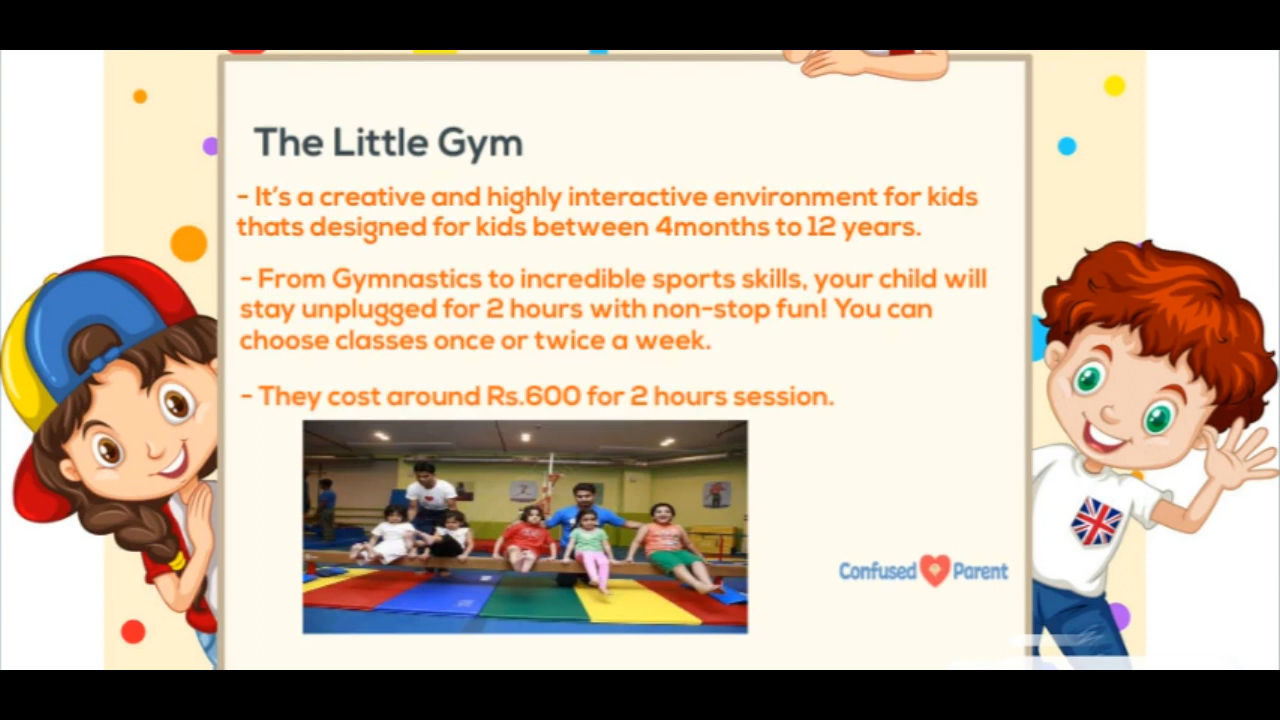 The Little Gym
- It's a creative and highly interactive environment for kids
thats designed for kids between 4months to 12 years.
- From Gymnastics to incredible sports skills, your child will
stay unplugged for 2 hours with non-stop fun! You can
choose classes once or twice a week.
- They cost around Rs.600 for 2 hours session.
Confused Parent